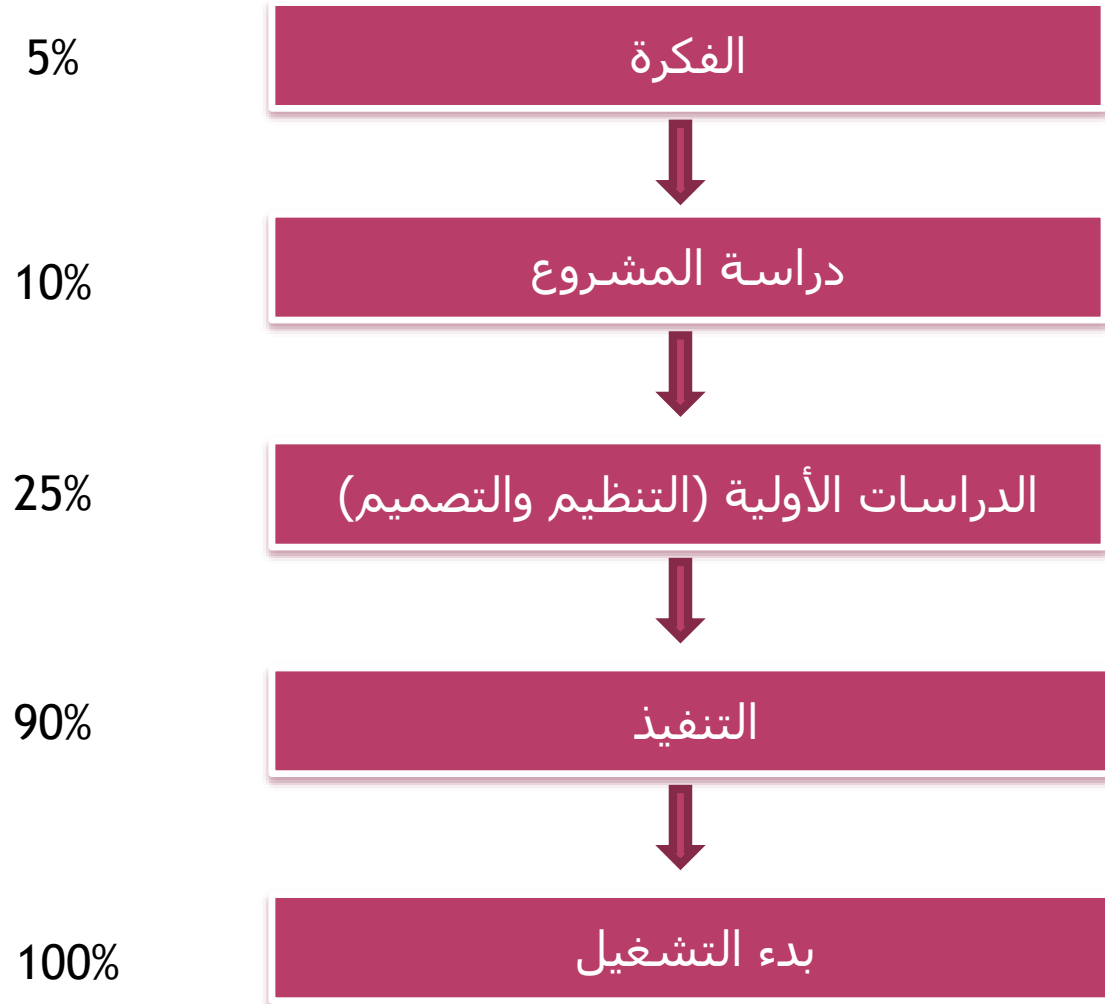 5%
الفكرة
10%
دراسة المشروع
25%
الدراسات الأولية (التنظيم والتصميم)
90%
التنفيذ
100%
بدء التشغيل